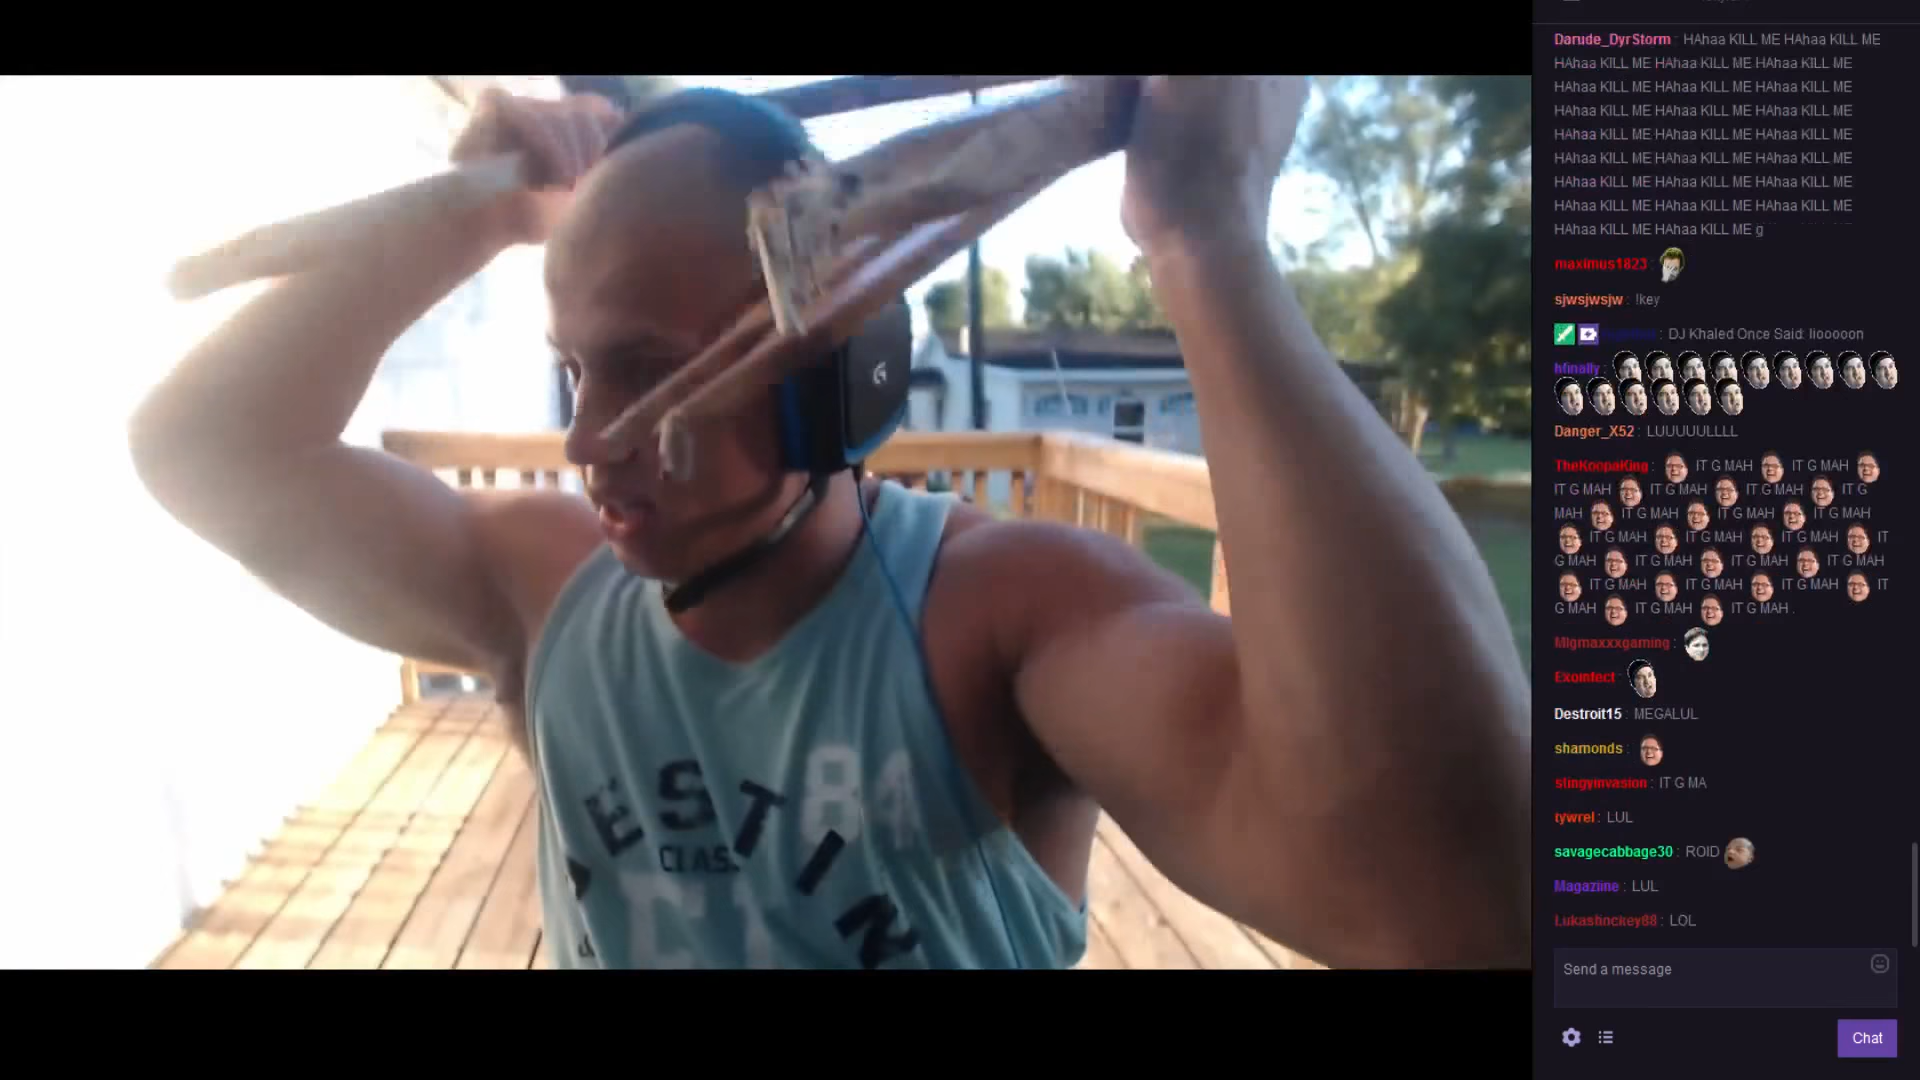 Darude_DyrStorm : HAhaa KILL ME HAhaa KILL ME
HAhaa KILL ME HAhaa KILL ME HAhaa KILL ME
HAhaa KILL ME HAhaa KILL ME HAhaa KILL ME
HAhaa KILL ME HAhaa KILL ME HAhaa KILL ME
HAhaa KILL ME HAhaa KILL ME HAhaa KILL ME
HAhaa KILL ME HAhaa KILL ME HAhaa KILL ME
HAhaa KILL ME HAhaa KILL ME HAhaa KILL ME
HAhaa KILL ME HAhaa KILL ME HAhaa KILL ME
HAhaa KILL ME HAhaa KILL ME g
maximus1823 :
sjwsjwsjw : !key
: DJ Khaled Once Said: liooooon
hfinally :
Danger_X52 : LUUUUULLLL
TheKoopaKing : IT G MAH IT G MAH
IT G MAH IT G MAH IT G MAH IT G
MAH IT G MAH IT G MAH IT G MAH
IT G MAH IT G MAH IT G MAH IT
G MAH IT G MAH IT G MAH IT G MAH
IT G MAH IT G MAH IT G MAH IT
G MAH IT G MAH IT G MAH .
Mlgmaxxxgaming :
Exomfect :
Destroit15 : MEGALUL
shamonds :
stingyinvasion : IT G MA
tywrel : LUL
savagecabbage30 : ROID
Magaziine : LUL
Lukashockey88 : LOL
Send a message
Chat
ESTIN
84
CLAS